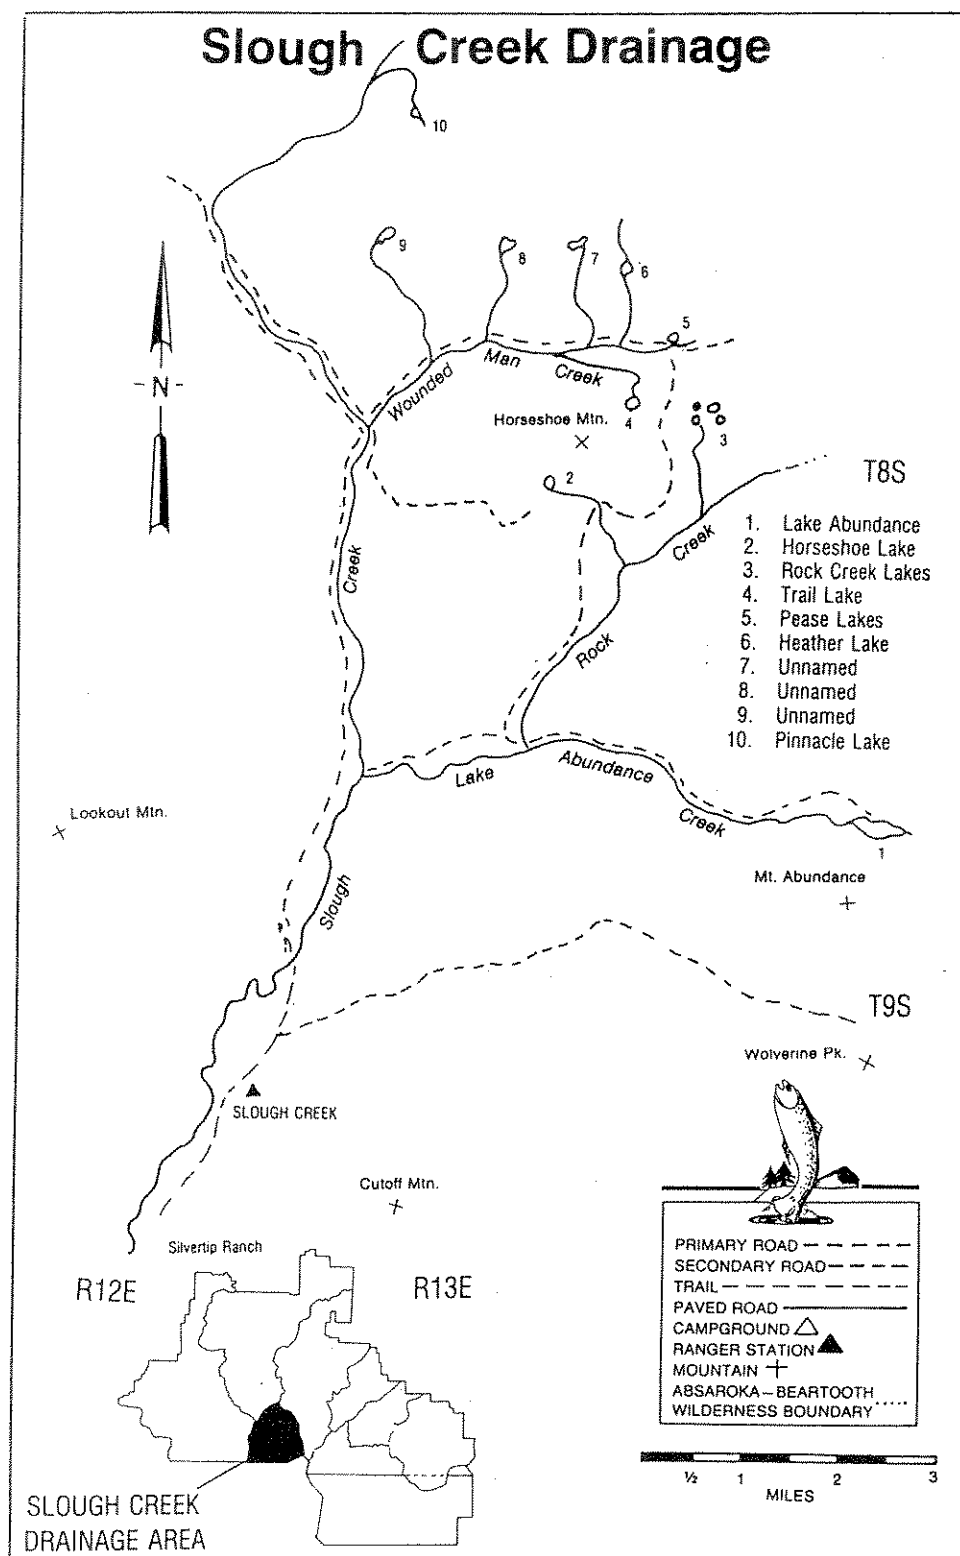 Slough Creek Drainage
10
9
8
7
6
5
Wounded Man Creek
4
3
Horseshoe Mtn.
N
2
T8S
Creek
Creek
Rock
1. Lake Abundance
2. Horseshoe Lake
3. Rock Creek Lakes
4. Trail Lake
5. Pease Lakes
6. Heather Lake
7. Unnamed
8. Unnamed
9. Unnamed
10. Pinnacle Lake
Lake Abundance Creek
Lookout Mtn.
1
Mt. Abundance
Slough
T9S
Wolverine Pk.
SLOUGH CREEK
Cutoff Mtn.
Silvertip Ranch
R12E
R13E
PRIMARY ROAD
SECONDARY ROAD
TRAIL
PAVED ROAD
CAMPGROUND
RANGER STATION
MOUNTAIN
ABSAROKA-BEARTOOTH
WILDERNESS BOUNDARY
½ 1 2 3
MILES
SLOUGH CREEK
DRAINAGE AREA